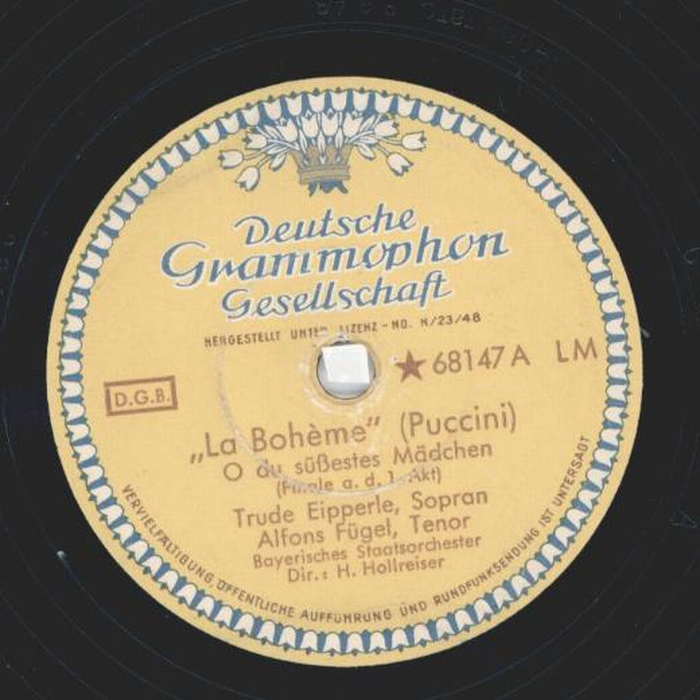 Deutsche
Grammophon
Gesellschaft
HERGESTELLT UNTER LIZENZ-NO. N/23/48
★ 68147 A LM
D.G.B.
„La Bohème“ (Puccini)
O du süßestes Mädchen
(Finale a. d. 1. Akt)
Trude Eipperle, Sopran
Alfons Fügel, Tenor
Bayerisches Staatsorchester
Dir.: H. Hollreiser
VERVIELFÄLTIGUNG, ÖFFENTLICHE AUFFÜHRUNG UND RUNDFUNKSENDUNG IST UNTERSAGT